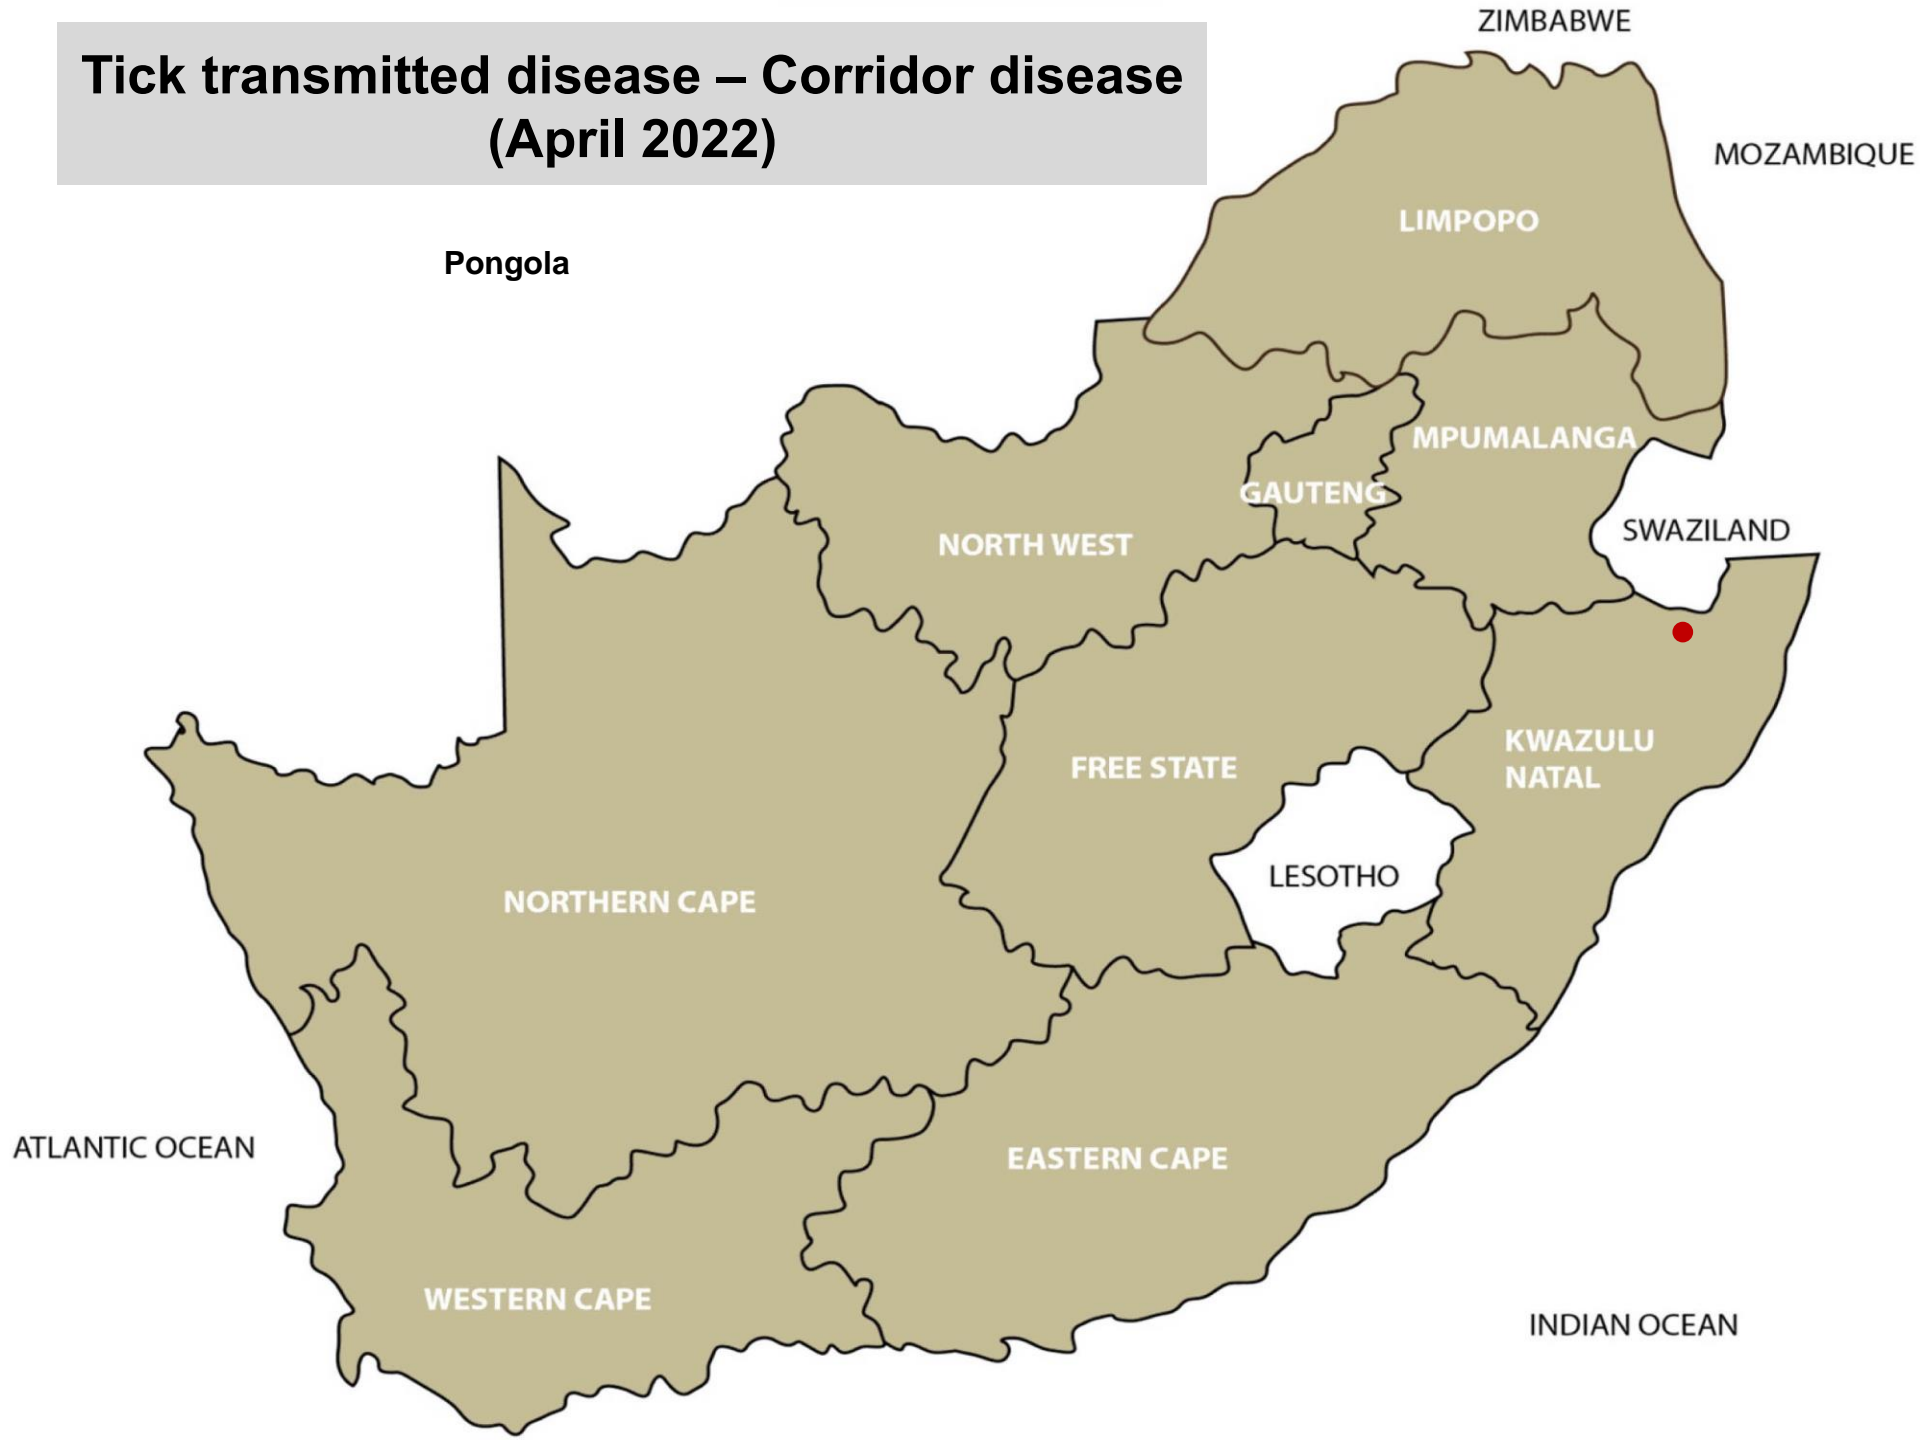 Tick transmitted disease – Corridor disease
(April 2022)
ZIMBABWE
MOZAMBIQUE
LIMPOPO
Pongola
MPUMALANGA
GAUTENG
SWAZILAND
NORTH WEST
KWAZULU
NATAL
FREE STATE
LESOTHO
NORTHERN CAPE
ATLANTIC OCEAN
EASTERN CAPE
WESTERN CAPE
INDIAN OCEAN